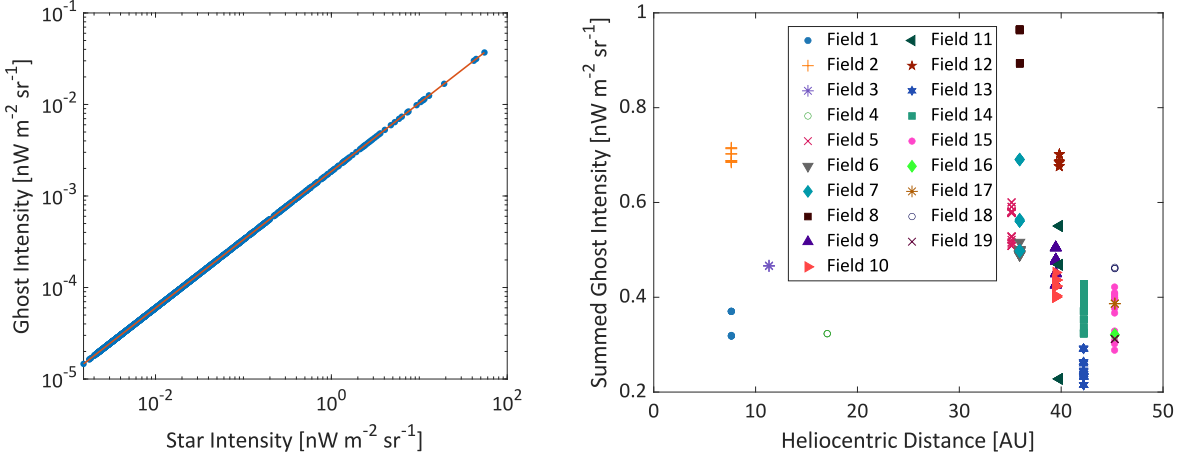 10^-1
10^-2
10^-3
10^-4
10^-5
10^-2
10^0
10^2
Ghost Intensity [nW m^-2 sr^-1]
Star Intensity [nW m^-2 sr^-1]
1
0.8
0.6
0.4
0.2
0
10
20
30
40
50
Summed Ghost Intensity [nW m^-2 sr^-1]
Heliocentric Distance [AU]
Field 1
Field 2
Field 3
Field 4
Field 5
Field 6
Field 7
Field 8
Field 9
Field 10
Field 11
Field 12
Field 13
Field 14
Field 15
Field 16
Field 17
Field 18
Field 19